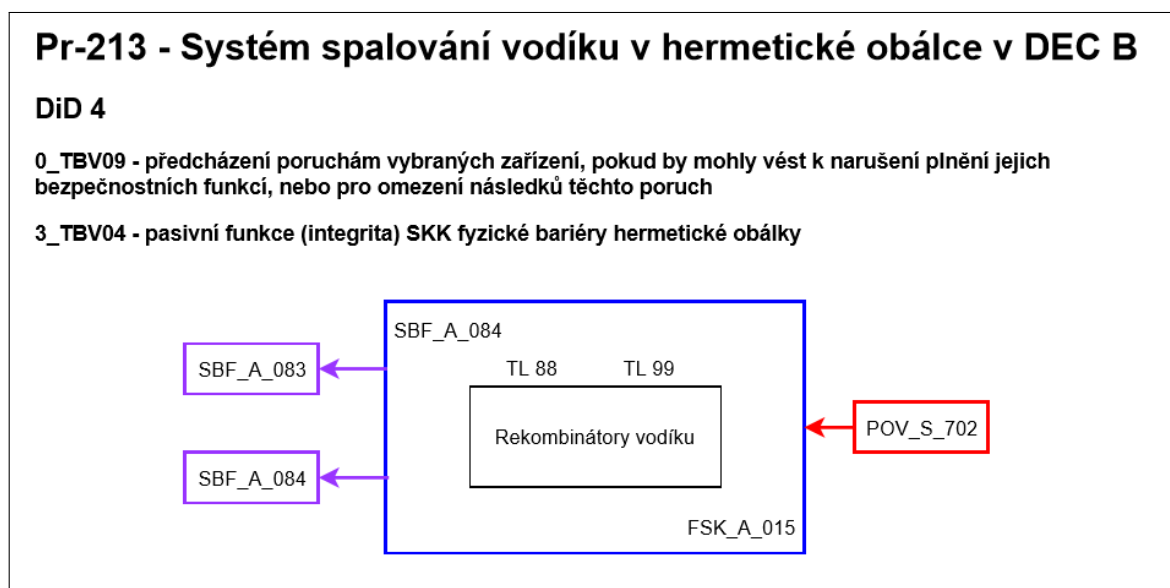 Pr-213 - Systém spalování vodíku v hermetické obálce v DEC B
DiD 4
0_TBV09 - předcházení poruchám vybraných zařízení, pokud by mohly vést k narušení plnění jejich
bezpečnostních funkcí, nebo pro omezení následků těchto poruch
3_TBV04 - pasivní funkce (integrita) SKK fyzické bariéry hermetické obálky
SBF_A_084
SBF_A_083
TL 88 TL 99
Rekombinátory vodíku
POV_S_702
SBF_A_084
FSK_A_015